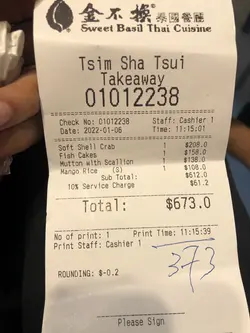 金不換 泰國餐廳
Sweet Basil Thai Cuisine
Tsim Sha Tsui
Takeaway
01012238
Check No: 01012238 Staff: Cashier 1
Date: 2022-01-06 Time: 11:15:01
Soft Shell Crab 1 $208.0
Fish Cakes 1 $158.0
Mutton with Scallion 1 $138.0
Mango Rice (S) 1 $108.0
Sub Total: $612.0
10% Service Charge $61.2
Total: $673.0
No of print: 1 Print Time: 11:15:39
Print Staff: Cashier 1
373
ROUNDING: $-0.2
Please Sign